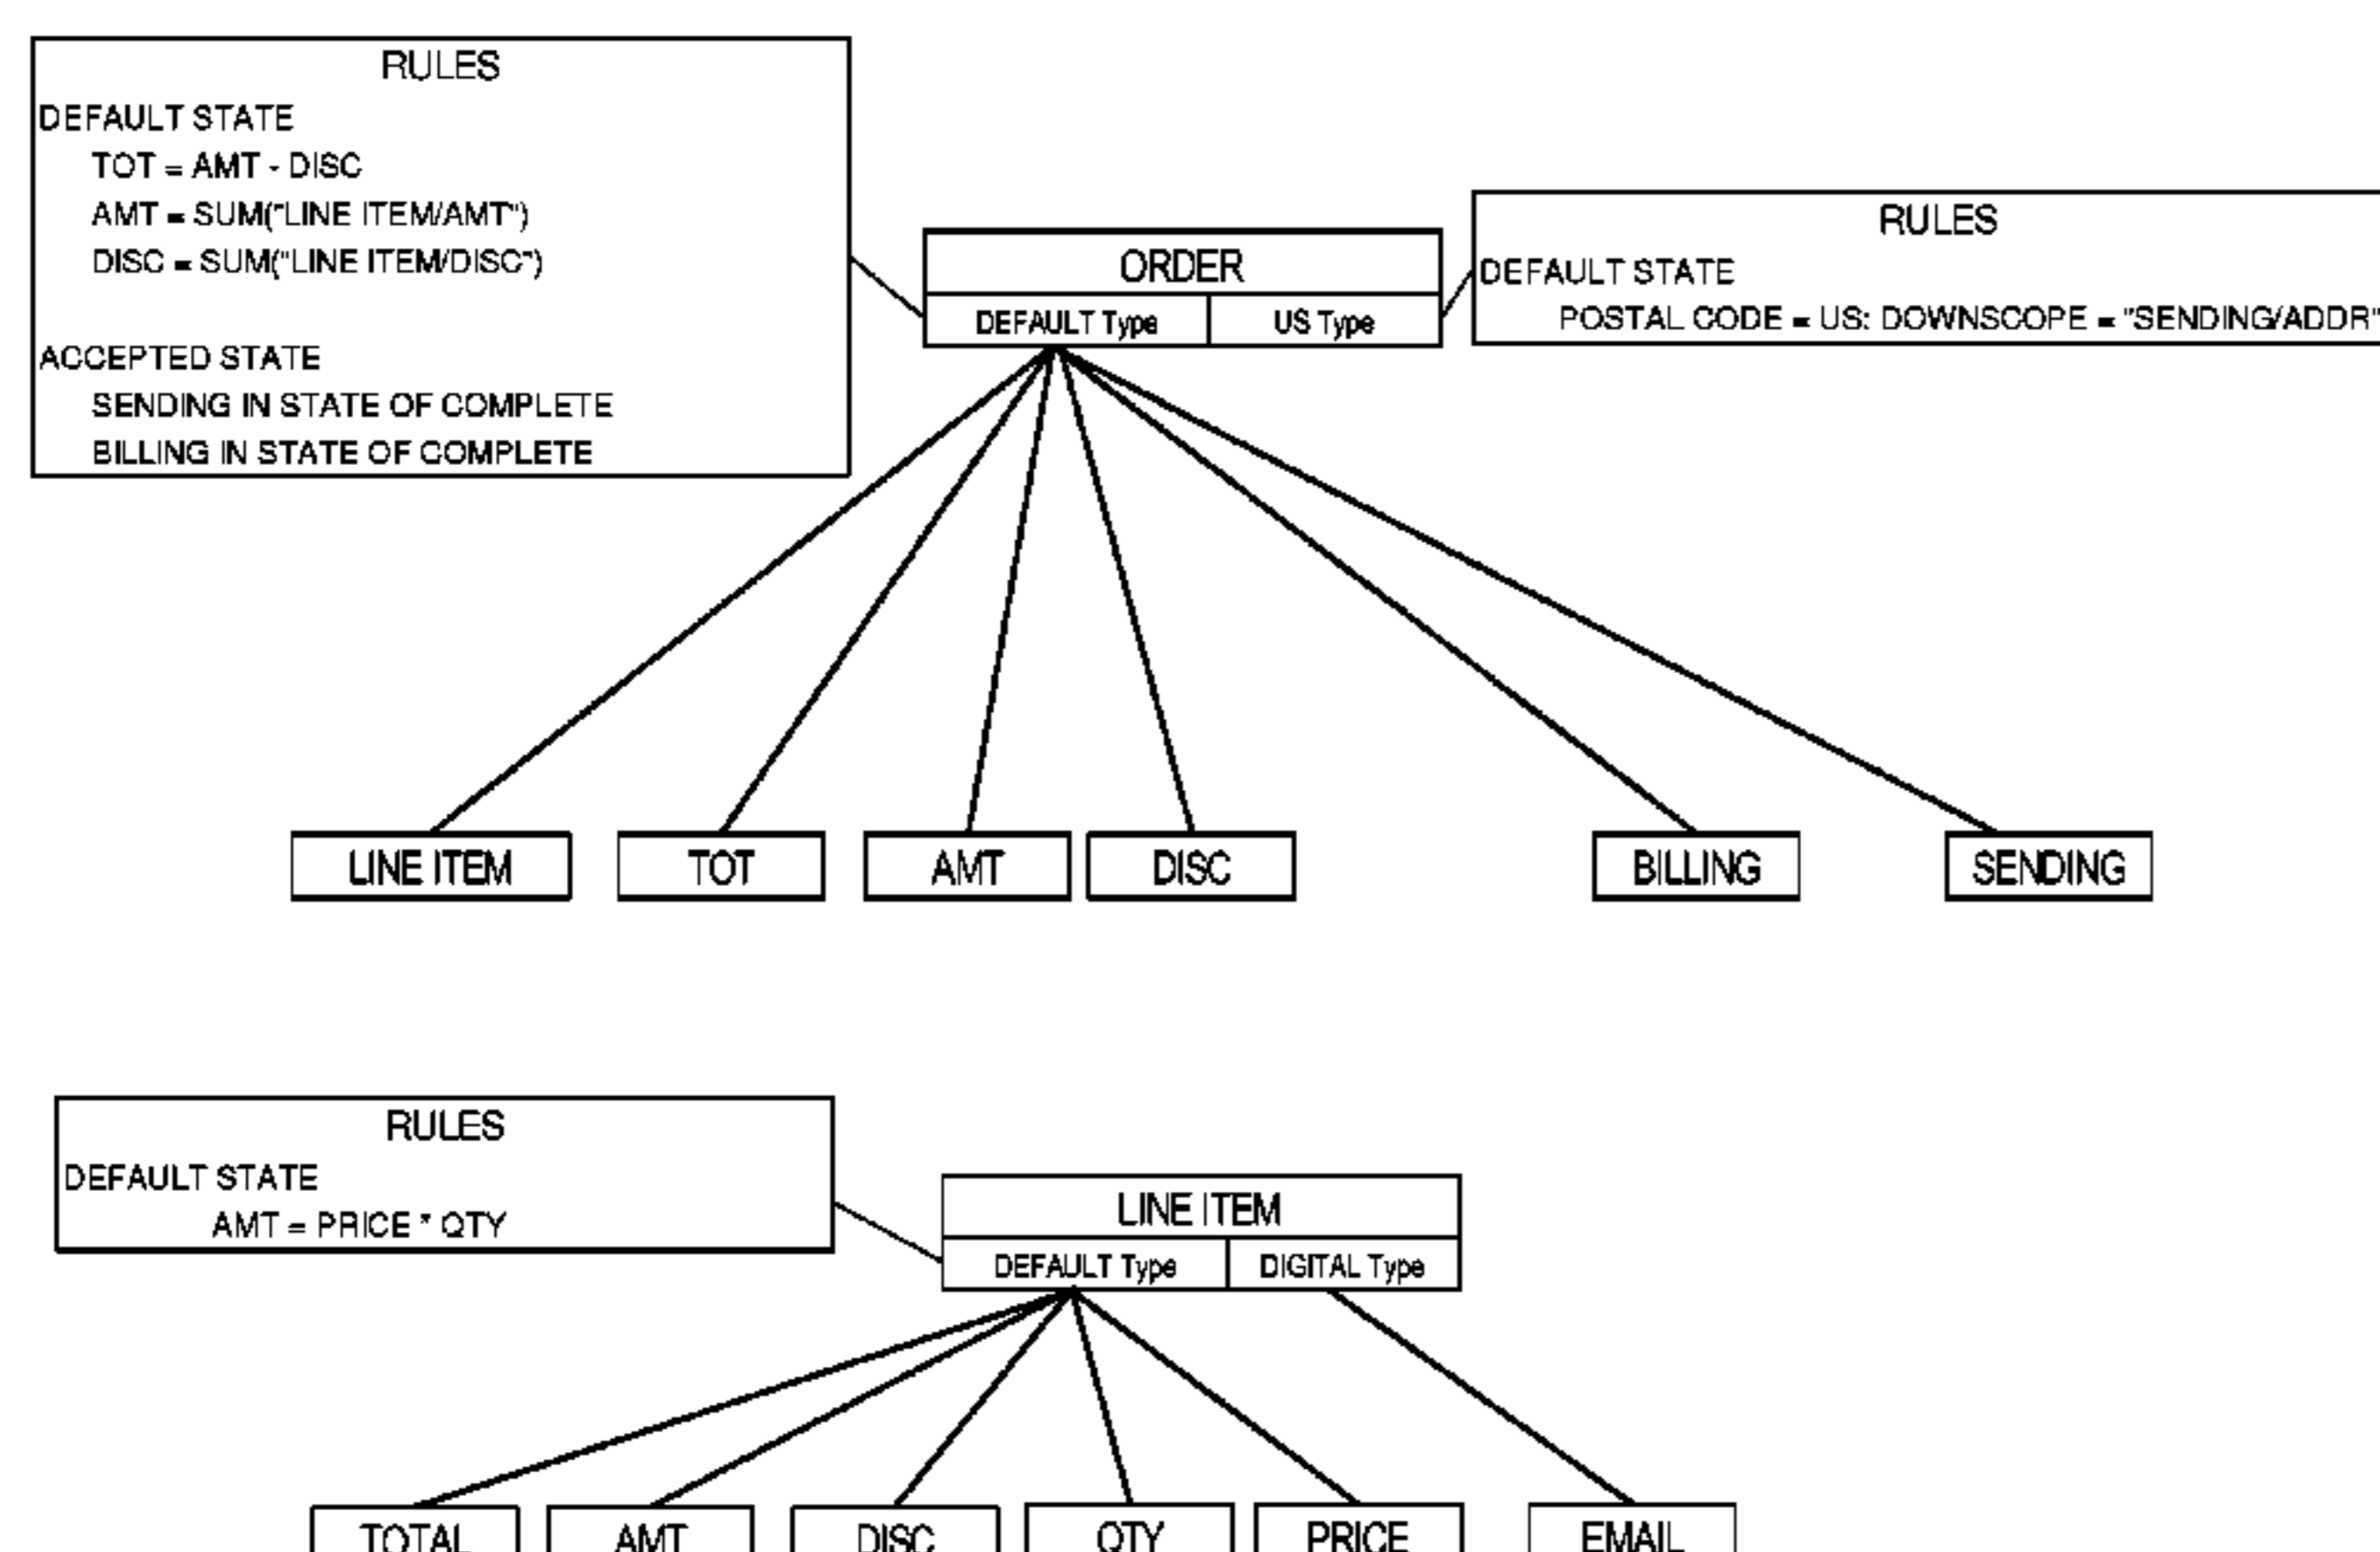 RULES
DEFAULT STATE
TOT = AMT - DISC
AMT = SUM("LINE ITEM/AMT")
DISC = SUM("LINE ITEM/DISC")
ACCEPTED STATE
SENDING IN STATE OF COMPLETE
BILLING IN STATE OF COMPLETE
ORDER
DEFAULT Type
US Type
RULES
DEFAULT STATE
POSTAL CODE = US: DOWNSCOPE = "SENDING/ADDR"
LINE ITEM
TOT
AMT
DISC
BILLING
SENDING
RULES
DEFAULT STATE
AMT = PRICE * QTY
LINE ITEM
DEFAULT Type
DIGITAL Type
TOTAL
AMT
DISC
QTY
PRICE
EMAIL